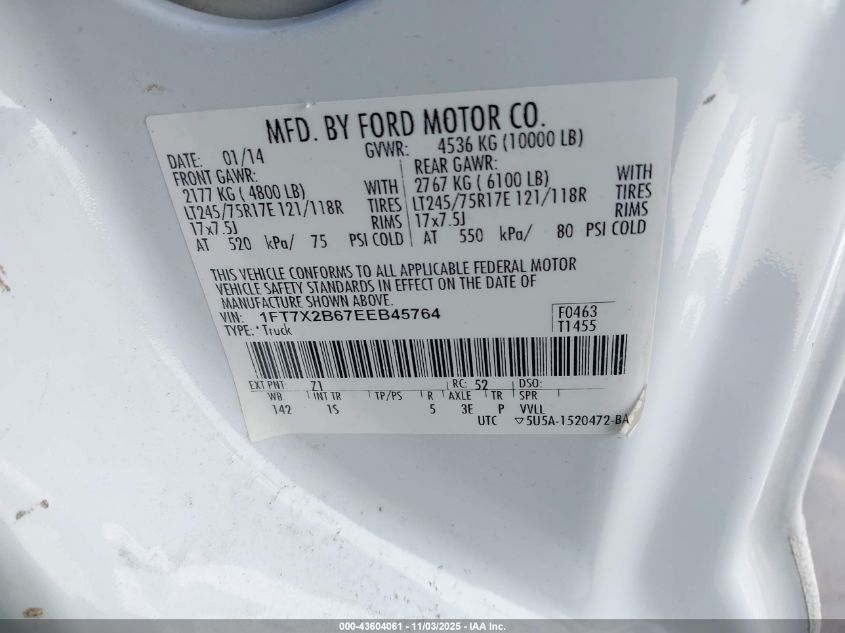 MFD. BY FORD MOTOR CO.
DATE: 01/14 GVWR: 4536 KG (10000 LB)
FRONT GAWR: REAR GAWR:
2177 KG ( 4800 LB) WITH 2767 KG ( 6100 LB) WITH
LT245/75R17E 121/118R TIRES LT245/75R17E 121/118R TIRES
17x7.5J RIMS 17x7.5J RIMS
AT 520 kPa/ 75 PSI COLD AT 550 kPa/ 80 PSI COLD
THIS VEHICLE CONFORMS TO ALL APPLICABLE FEDERAL MOTOR
VEHICLE SAFETY STANDARDS IN EFFECT ON THE DATE OF
MANUFACTURE SHOWN ABOVE.
VIN: 1FT7X2B67EEB45764 F0463
TYPE: *Truck T1455
EXT PNT: Z1 RC: 52 DSO:
WB INT TR TP/PS R AXLE TR SPR
142 1S 5 3E P VVLL
UTC ▽5U5A-1520472-BA
000-43604061 - 11/03/2025 - IAA Inc.